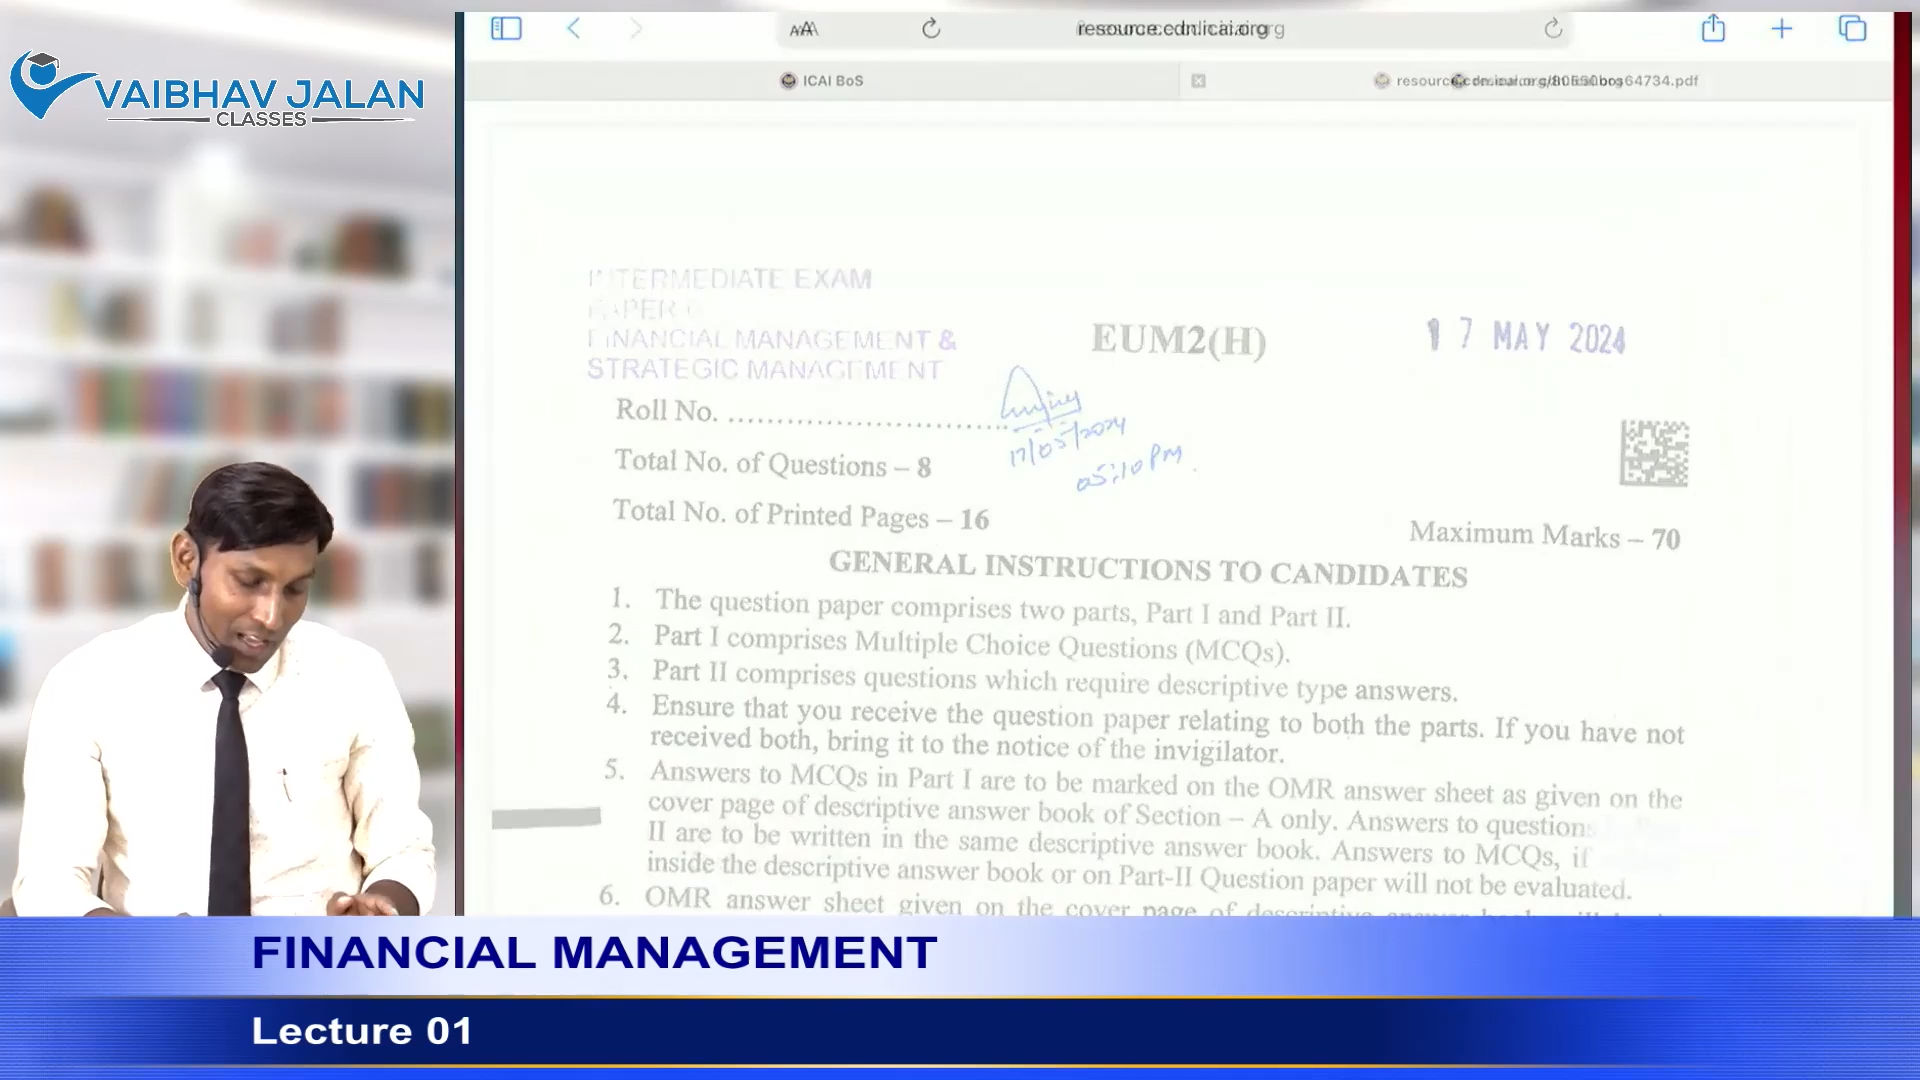 VAIBHAV JALAN
CLASSES
AA
resource.cdn.icai.org
ICAI BoS
INTERMEDIATE EXAM
PAPER
FINANCIAL MANAGEMENT &
STRATEGIC MANAGEMENT
EUM2(H)
17 MAY 2024
Roll No. ................................
17/05/2024
05:10 PM.
Total No. of Questions – 8
Total No. of Printed Pages – 16
Maximum Marks – 70
GENERAL INSTRUCTIONS TO CANDIDATES
1. The question paper comprises two parts, Part I and Part II.
2. Part I comprises Multiple Choice Questions (MCQs).
3. Part II comprises questions which require descriptive type answers.
4. Ensure that you receive the question paper relating to both the parts. If you have not
received both, bring it to the notice of the invigilator.
5. Answers to MCQs in Part I are to be marked on the OMR answer sheet as given on the
cover page of descriptive answer book of Section – A only. Answers to questions
II are to be written in the same descriptive answer book. Answers to MCQs, if
inside the descriptive answer book or on Part-II Question paper will not be evaluated.
6. OMR answer sheet given on the cover page of descriptive answer
FINANCIAL MANAGEMENT
Lecture 01